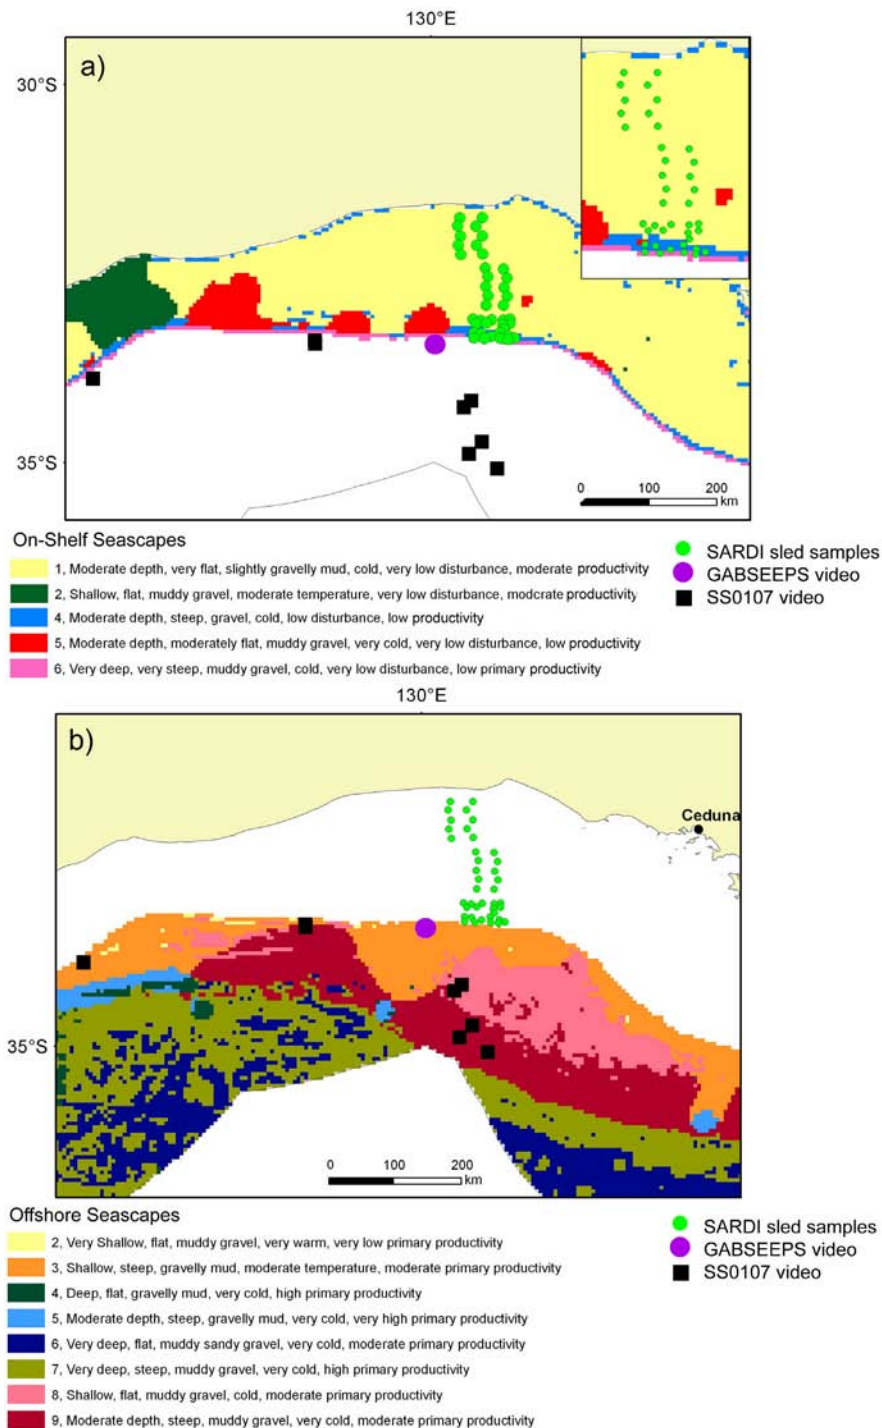 130°E
a)
30°S
35°S
0 100 200
km
On-Shelf Seascapes
1, Moderate depth, very flat, slightly gravelly mud, cold, very low disturbance, moderate productivity
2, Shallow, flat, muddy gravel, moderate temperature, very low disturbance, modcrate productivity
4, Moderate depth, steep, gravel, cold, low disturbance, low productivity
5, Moderate depth, moderately flat, muddy gravel, very cold, very low disturbance, low productivity
6, Very deep, very steep, muddy gravel, cold, very low disturbance, low primary productivity
SARDI sled samples
GABSEEPS video
SS0107 video
130°E
b)
Ceduna
35°S
0 100 200
km
Offshore Seascapes
2, Very Shallow, flat, muddy gravel, very warm, very low primary productivity
3, Shallow, steep, gravelly mud, moderate temperature, moderate primary productivity
4, Deep, flat, gravelly mud, very cold, high primary productivity
5, Moderate depth, steep, gravelly mud, very cold, very high primary productivity
6, Very deep, flat, muddy sandy gravel, very cold, moderate primary productivity
7, Very deep, steep, muddy gravel, very cold, high primary productivity
8, Shallow, flat, muddy gravel, cold, moderate primary productivity
9, Moderate depth, steep, muddy gravel, very cold, moderate primary productivity
SARDI sled samples
GABSEEPS video
SS0107 video